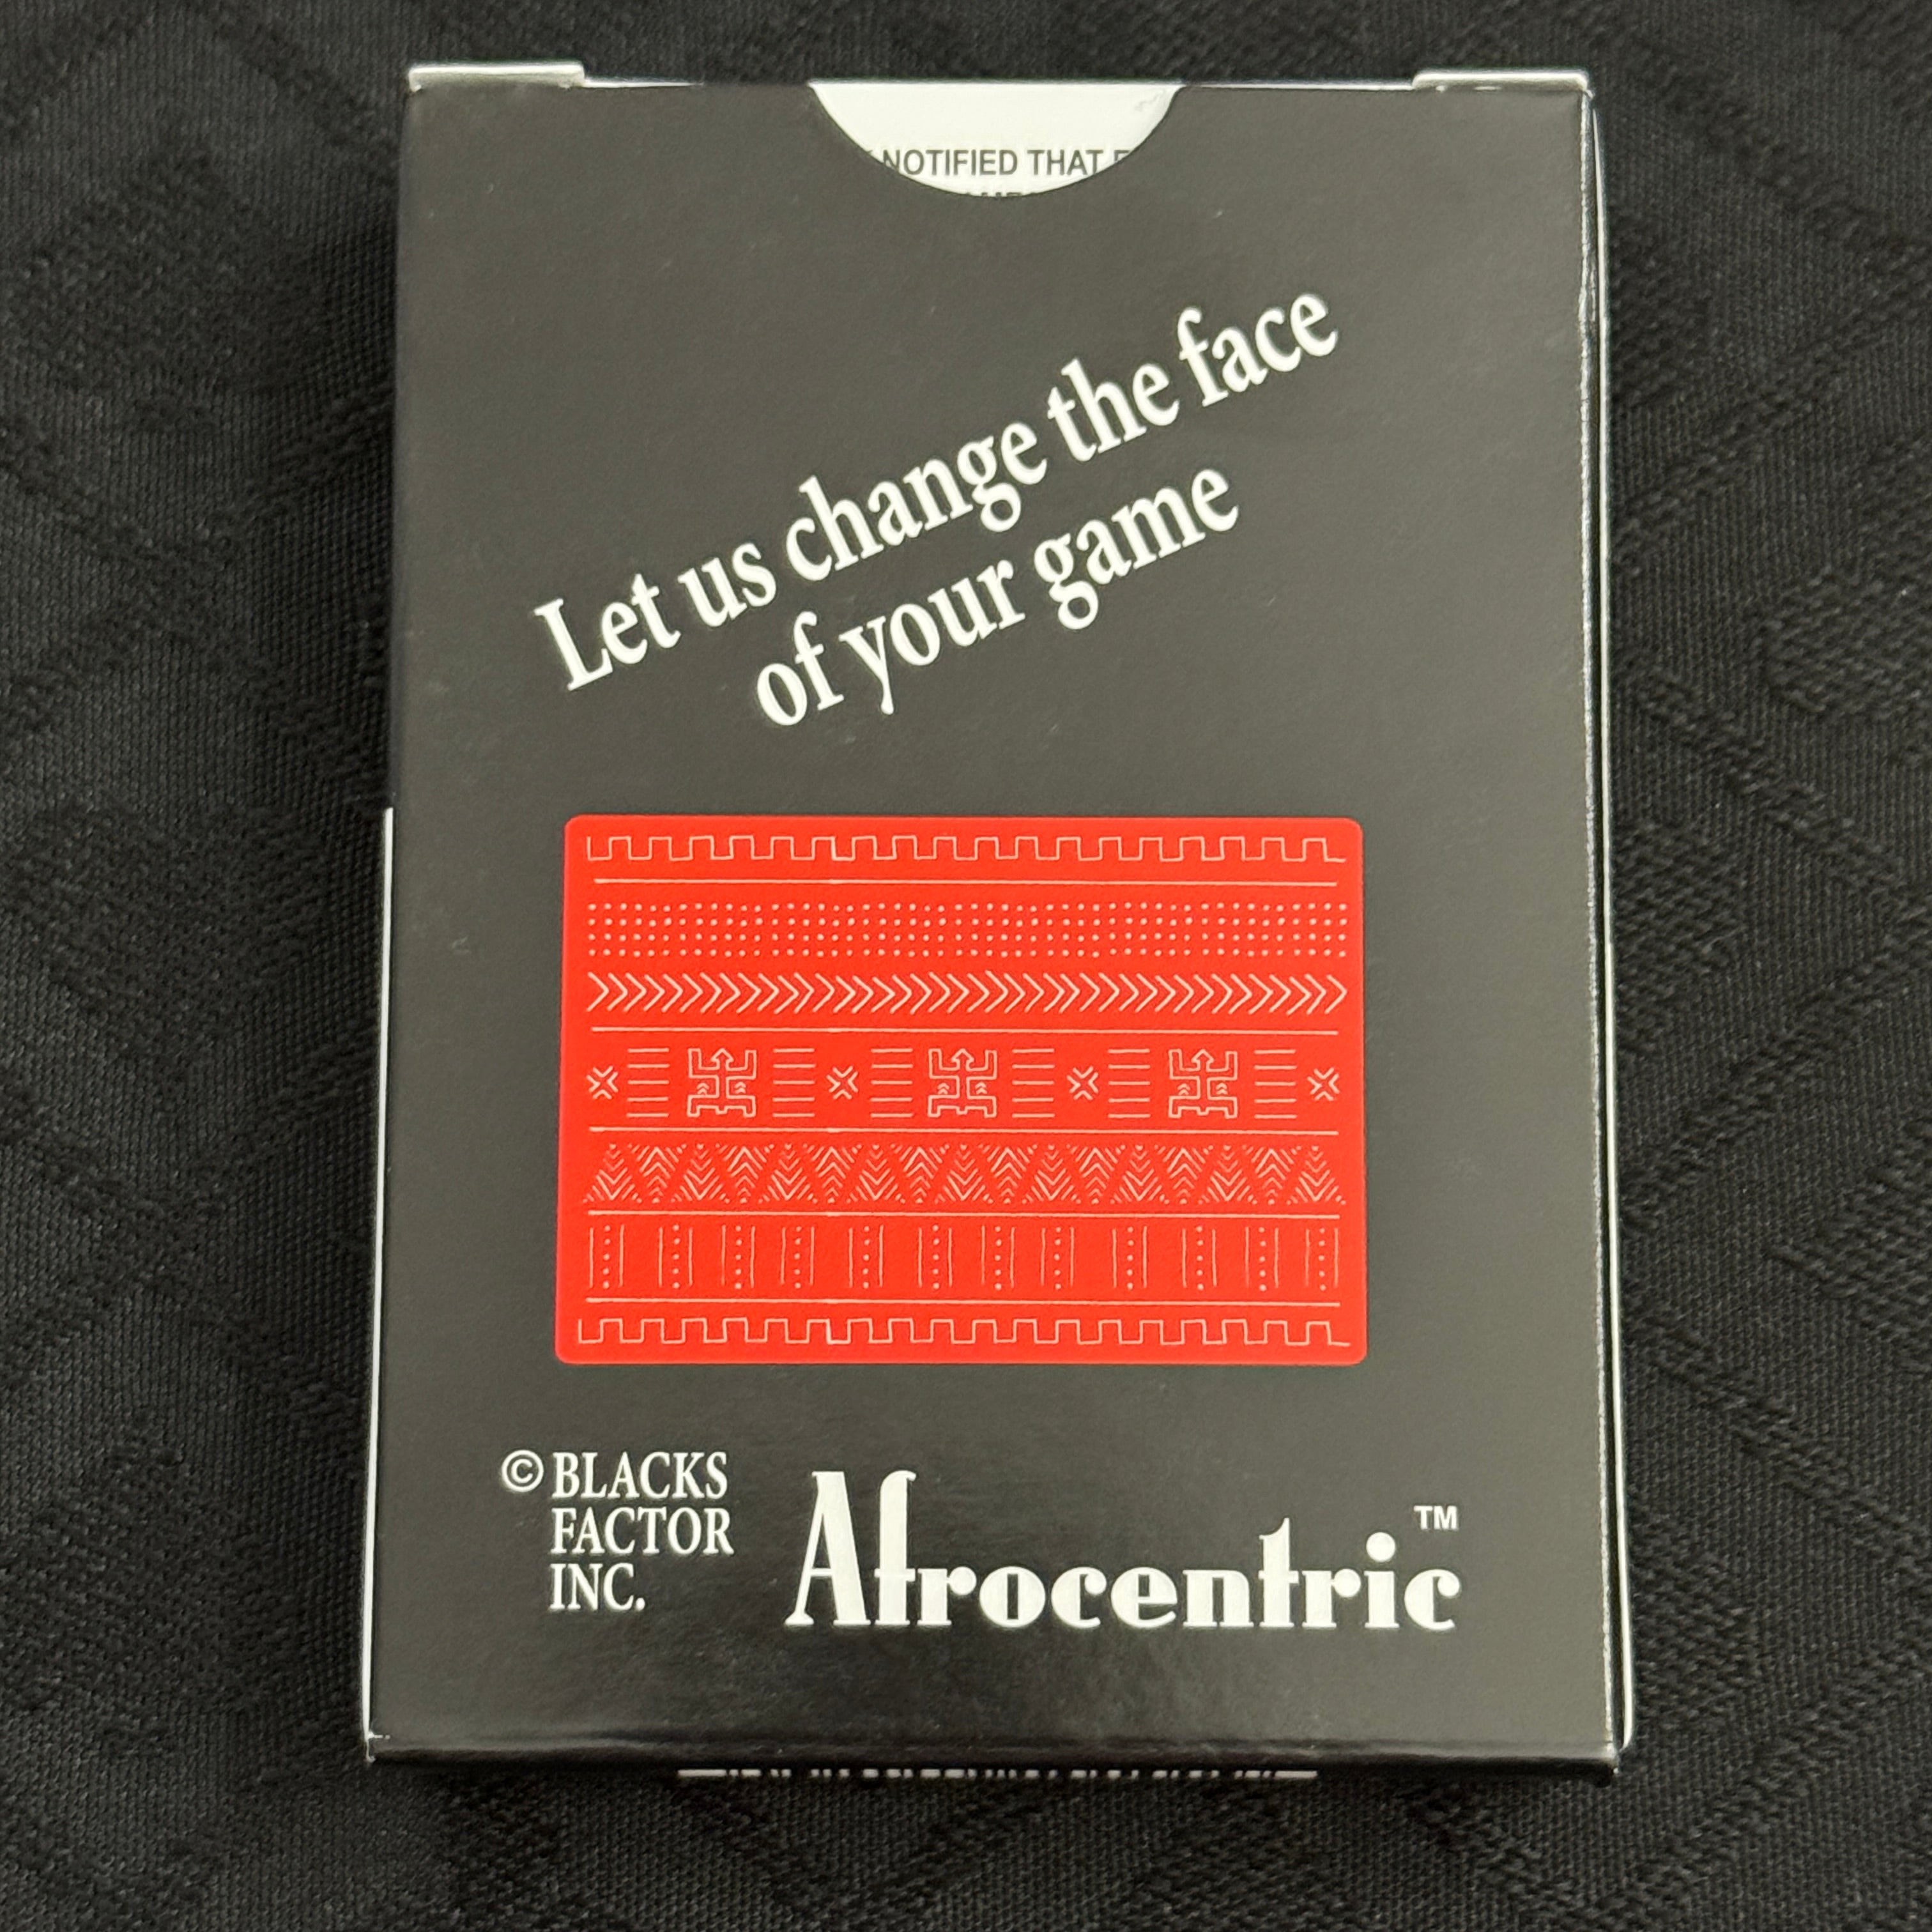 NOTIFIED THAT
Let us change the face
of your game
© BLACKS
FACTOR
INC.
Afrocentric™